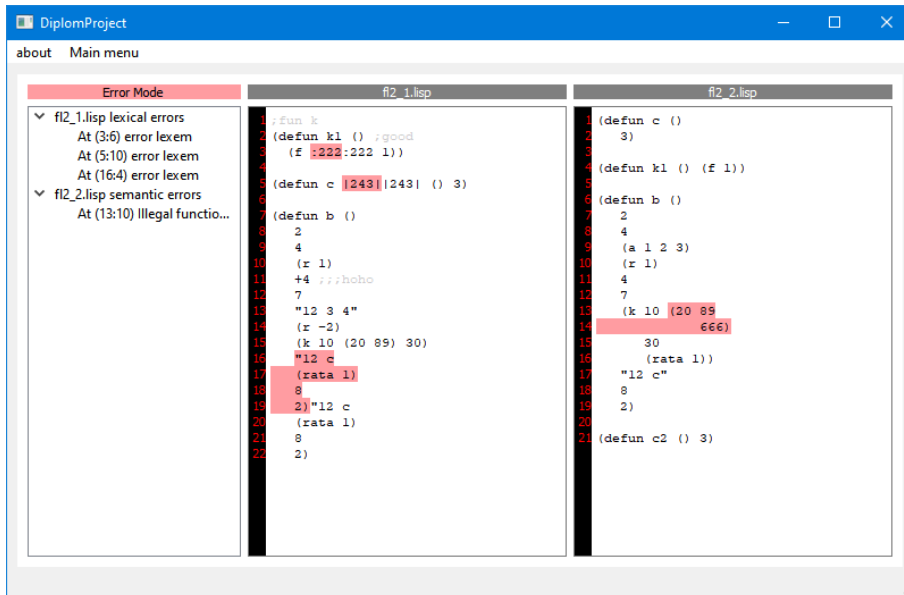 DiplomProject
about Main menu
Error Mode
fl2_1.lisp lexical errors
At (3:6) error lexem
At (5:10) error lexem
At (16:4) error lexem
fl2_2.lisp semantic errors
At (13:10) Illegal functio...
fl2_1.lisp
1 ;fun k
2 (defun k1 () ;good
3 (f :222:222 1))
4
5 (defun c |243||243| () 3)
6
7 (defun b ()
8 2
9 4
10 (r 1)
11 +4 ;;;hoho
12 7
13 "12 3 4"
14 (r -2)
15 (k 10 (20 89) 30)
16 "12 c
17 (rata 1)
18 8
19 2)"12 c
20 (rata 1)
21 8
22 2)
fl2_2.lisp
1 (defun c ()
2 3)
3
4 (defun k1 () (f 1))
5
6 (defun b ()
7 2
8 4
9 (a 1 2 3)
10 (r 1)
11 4
12 7
13 (k 10 (20 89
14 666)
15 30
16 (rata 1))
17 "12 c"
18 8
19 2)
20
21 (defun c2 () 3)